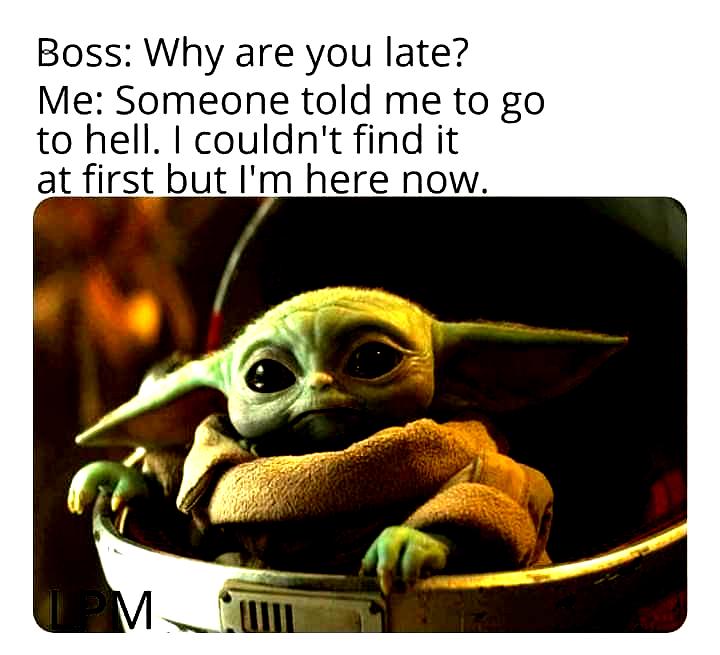 Boss: Why are you late?
Me: Someone told me to go
to hell. I couldn't find it
at first but I'm here now.
LPM